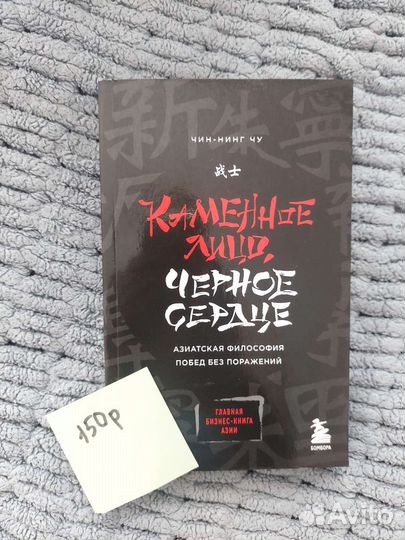 ЧИН-НИНГ ЧУ
战士
КАМЕННОЕ
ЛИЦО,
ЧЕРНОЕ
СЕРДЦЕ
АЗИАТСКАЯ ФИЛОСОФИЯ
ПОБЕД БЕЗ ПОРАЖЕНИЙ
ГЛАВНАЯ
БИЗНЕС-КНИГА
АЗИИ
БОМБОРА
150р
Avito